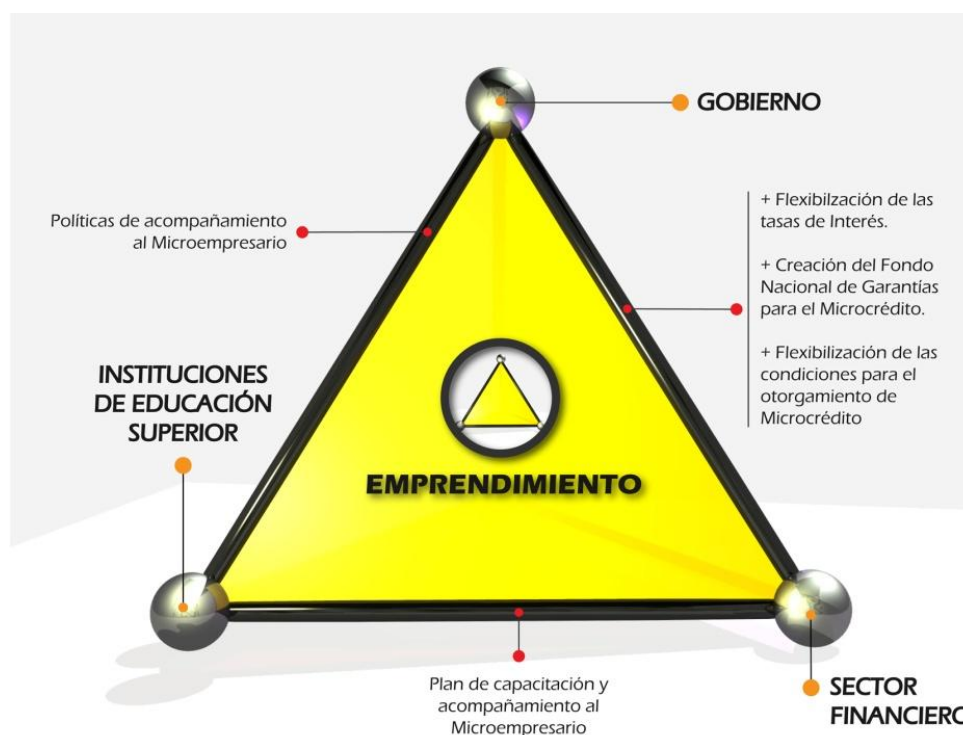 GOBIERNO
Políticas de acompañamiento
al Microempresario
+ Flexibilzación de las
tasas de Interés.
+ Creación del Fondo
Nacional de Garantías
para el Microcrédito.
+ Flexibilización de las
condiciones para el
otorgamiento de
Microcrédito
INSTITUCIONES
DE EDUCACIÓN
SUPERIOR
EMPRENDIMIENTO
Plan de capacitación y
acompañamiento al
Microempresario
SECTOR
FINANCIERO